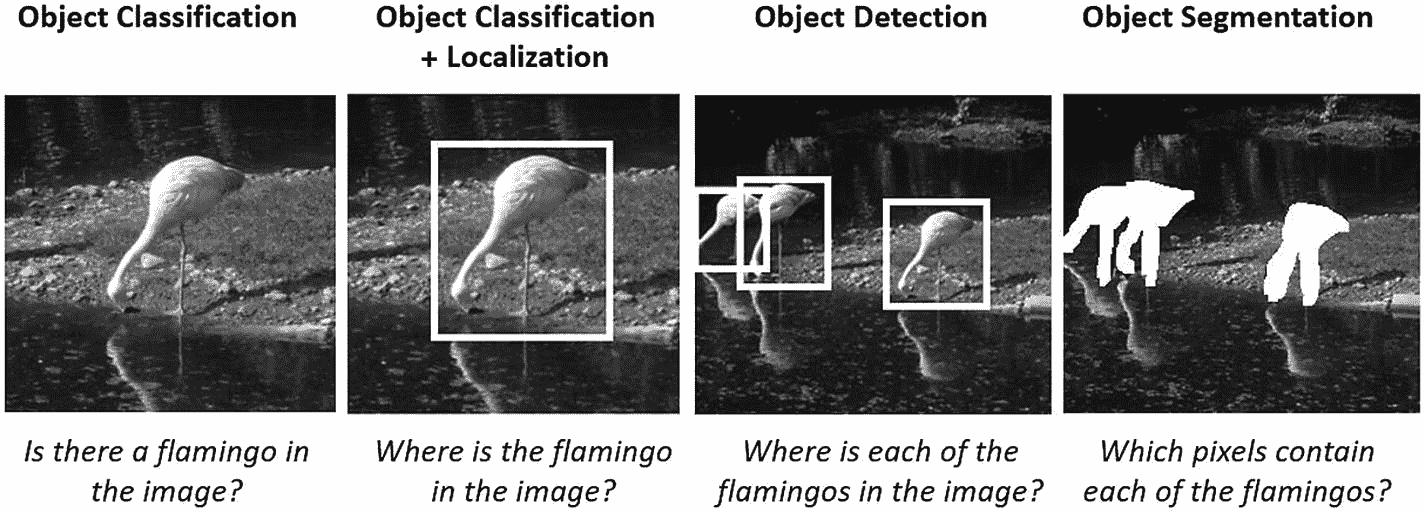 Object Classification
Object Classification
+ Localization
Object Detection
Object Segmentation
Is there a flamingo in
the image?
Where is the flamingo
in the image?
Where is each of the
flamingos in the image?
Which pixels contain
each of the flamingos?